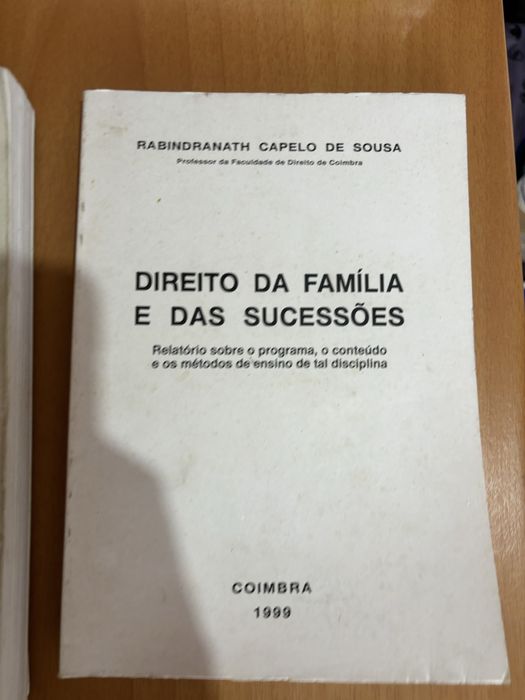 RABINDRANATH CAPELO DE SOUSA
Professor da Faculdade de Direito de Coimbra
DIREITO DA FAMÍLIA
E DAS SUCESSÕES
Relatório sobre o programa, o conteúdo
e os métodos de ensino de tal disciplina
COIMBRA
1999